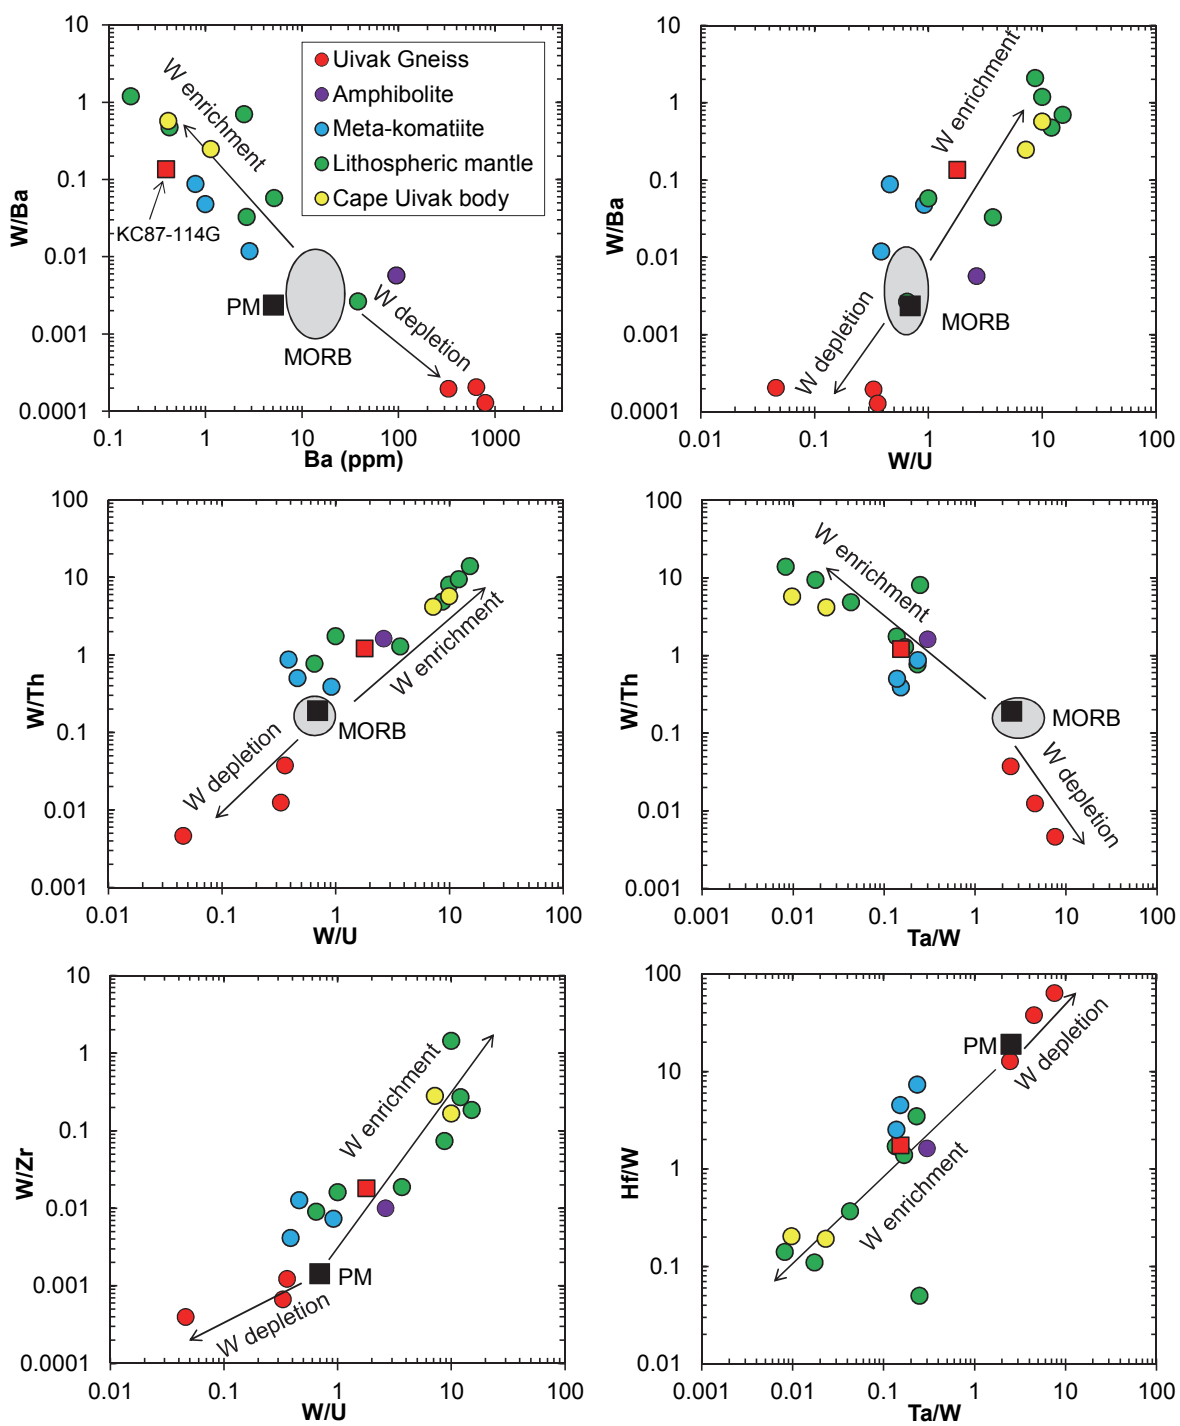 10
1
0.1
0.01
0.001
0.0001
W/Ba
W enrichment
Uivak Gneiss
Amphibolite
Meta-komatiite
Lithospheric mantle
Cape Uivak body
KC87-114G
PM
MORB
W depletion
0.1
1
10
100
1000
Ba (ppm)
10
1
0.1
0.01
0.001
0.0001
W/Ba
W enrichment
W depletion
MORB
0.01
0.1
1
10
100
W/U
100
10
1
0.1
0.01
0.001
W/Th
W enrichment
MORB
W depletion
0.01
0.1
1
10
100
W/U
100
10
1
0.1
0.01
0.001
W/Th
W enrichment
MORB
W depletion
0.001
0.01
0.1
1
10
100
Ta/W
10
1
0.1
0.01
0.001
0.0001
W/Zr
W enrichment
PM
W depletion
0.01
0.1
1
10
100
W/U
100
10
1
0.1
0.01
Hf/W
PM
W depletion
W enrichment
0.001
0.01
0.1
1
10
100
Ta/W